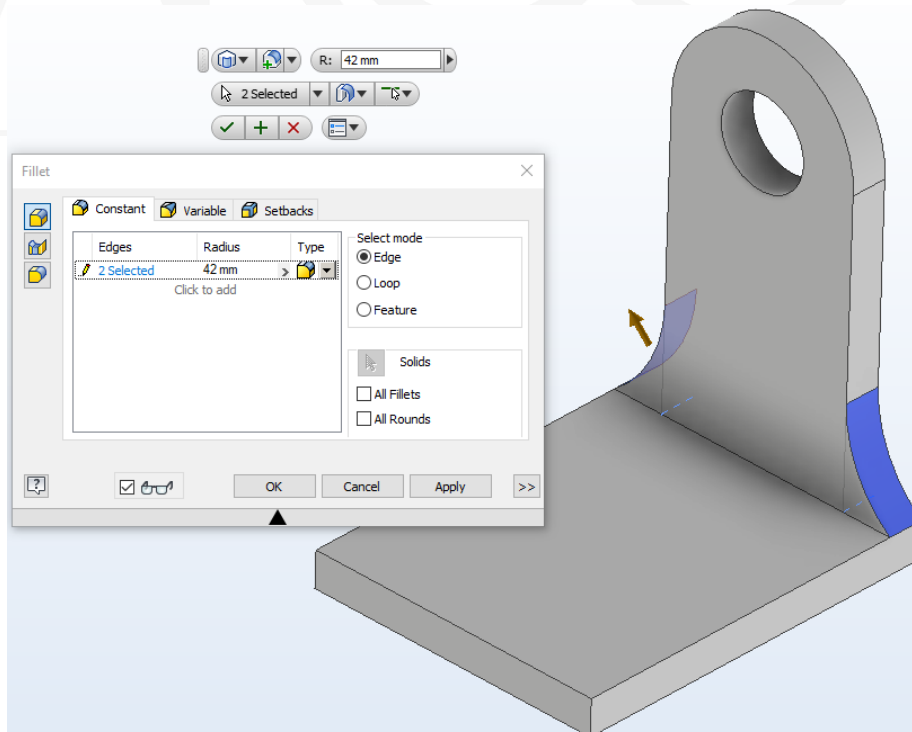 R: 42 mm
2 Selected
Fillet
Constant Variable Setbacks
Edges Radius Type
2 Selected 42 mm >
Click to add
Select mode
Edge
Loop
Feature
Solids
All Fillets
All Rounds
?
OK Cancel Apply >>